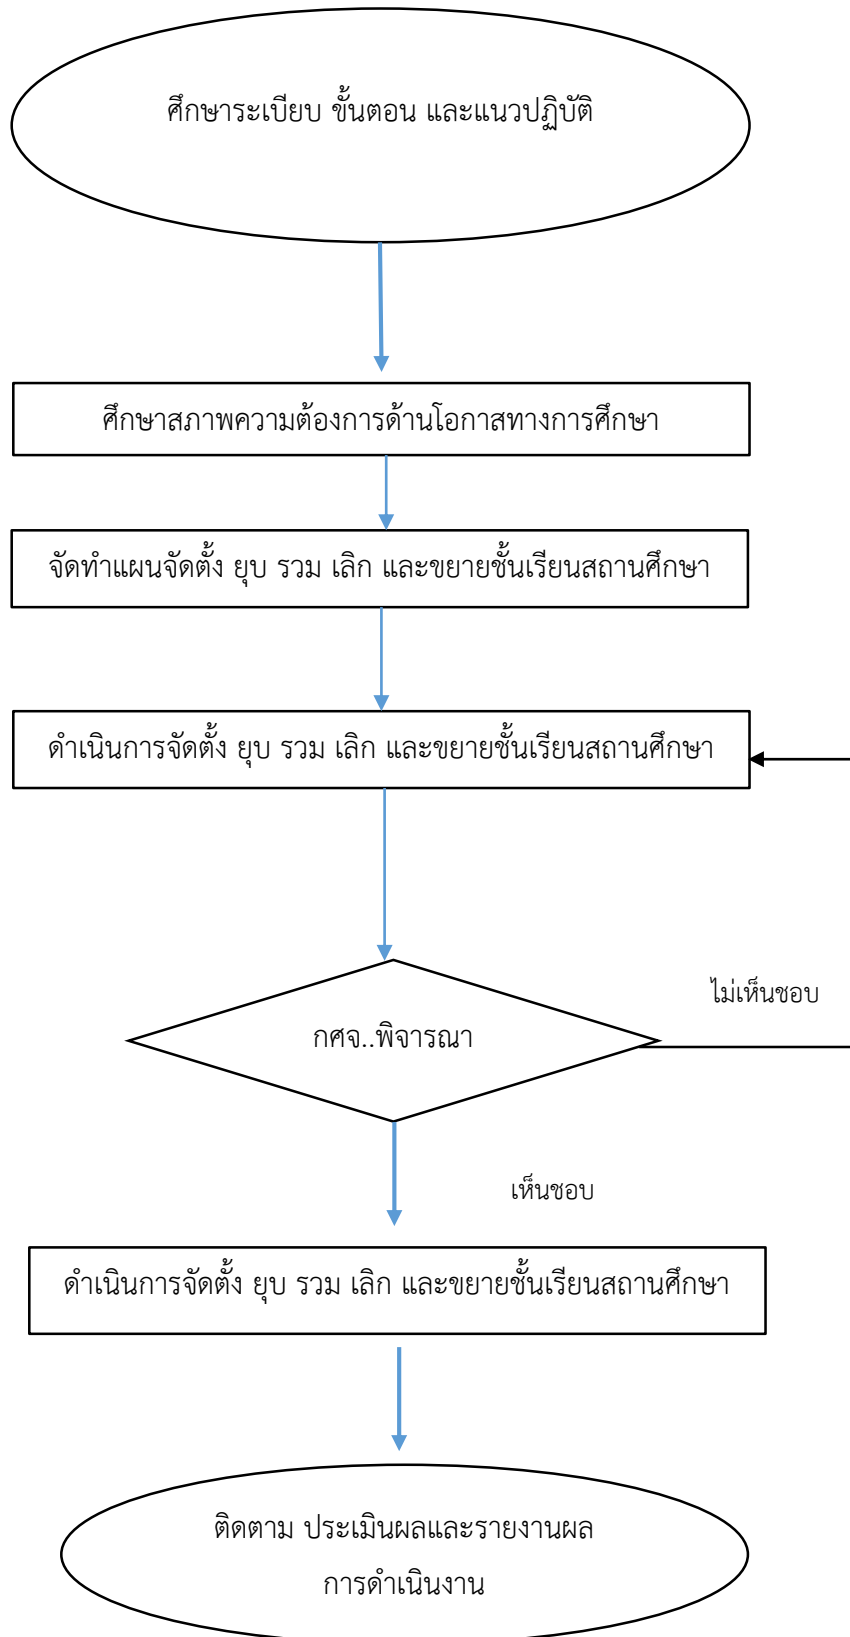 ศึกษาระเบียบ ขั้นตอน และแนวปฏิบัติ
ศึกษาสภาพความต้องการด้านโอกาสทางการศึกษา
จัดทำแผนจัดตั้ง ยุบ รวม เลิก และขยายชั้นเรียนสถานศึกษา
ดำเนินการจัดตั้ง ยุบ รวม เลิก และขยายชั้นเรียนสถานศึกษา
ไม่เห็นชอบ
กศจ..พิจารณา
เห็นชอบ
ดำเนินการจัดตั้ง ยุบ รวม เลิก และขยายชั้นเรียนสถานศึกษา
ติดตาม ประเมินผลและรายงานผล
การดำเนินงาน